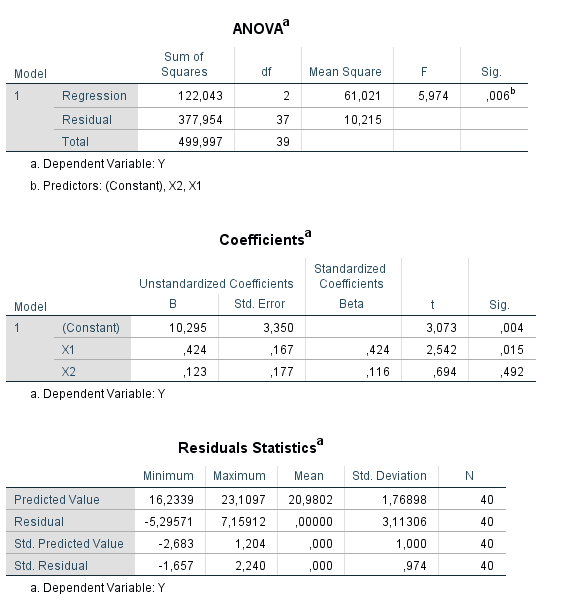 ANOVAa
Model Sum of Squares df Mean Square F Sig.
1 Regression 122,043 2 61,021 5,974 ,006b
Residual 377,954 37 10,215
Total 499,997 39
a. Dependent Variable: Y
b. Predictors: (Constant), X2, X1
Coefficientsa
Unstandardized Coefficients Standardized Coefficients
Model B Std. Error Beta t Sig.
1 (Constant) 10,295 3,350 3,073 ,004
X1 ,424 ,167 ,424 2,542 ,015
X2 ,123 ,177 ,116 ,694 ,492
a. Dependent Variable: Y
Residuals Statisticsa
Minimum Maximum Mean Std. Deviation N
Predicted Value 16,2339 23,1097 20,9802 1,76898 40
Residual -5,29571 7,15912 ,00000 3,11306 40
Std. Predicted Value -2,683 1,204 ,000 1,000 40
Std. Residual -1,657 2,240 ,000 ,974 40
a. Dependent Variable: Y